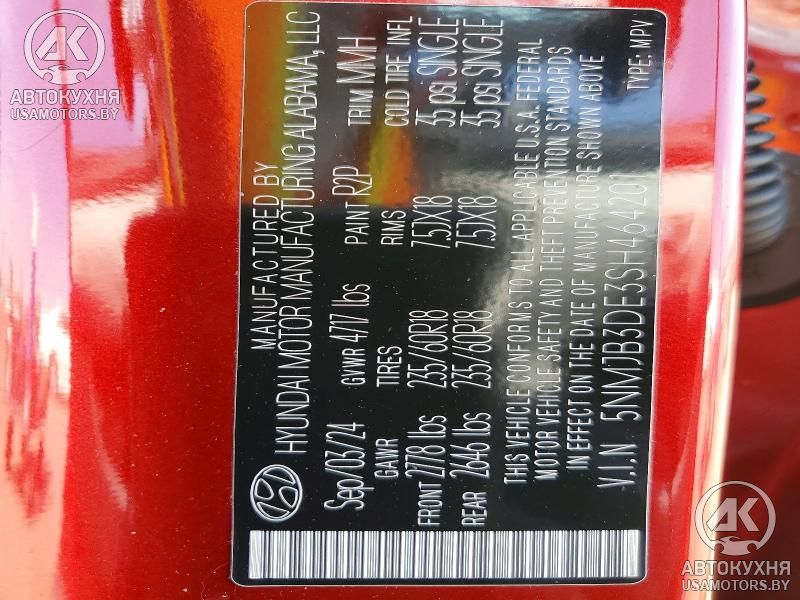 MANUFACTURED BY
HYUNDAI MOTOR MANUFACTURING ALABAMA, LLC
Sep/03/24 GVWR 4717 lbs PAINT R2P TRIM MMH
GAWR TIRES RIMS COLD TIRE INFL
FRONT 2778 lbs 235/60R18 7.5JX18 35 psi SINGLE
REAR 2646 lbs 235/60R18 7.5JX18 35 psi SINGLE
THIS VEHICLE CONFORMS TO ALL APPLICABLE U.S.A. FEDERAL
MOTOR VEHICLE SAFETY AND THEFT PREVENTION STANDARDS
IN EFFECT ON THE DATE OF MANUFACTURE SHOWN ABOVE
V.I.N 5NMJB3DE3SH464201 TYPE: MPV
АК
АВТОКУХНЯ
USAMOTORS.BY
АК
АВТОКУХНЯ
USAMOTORS.BY